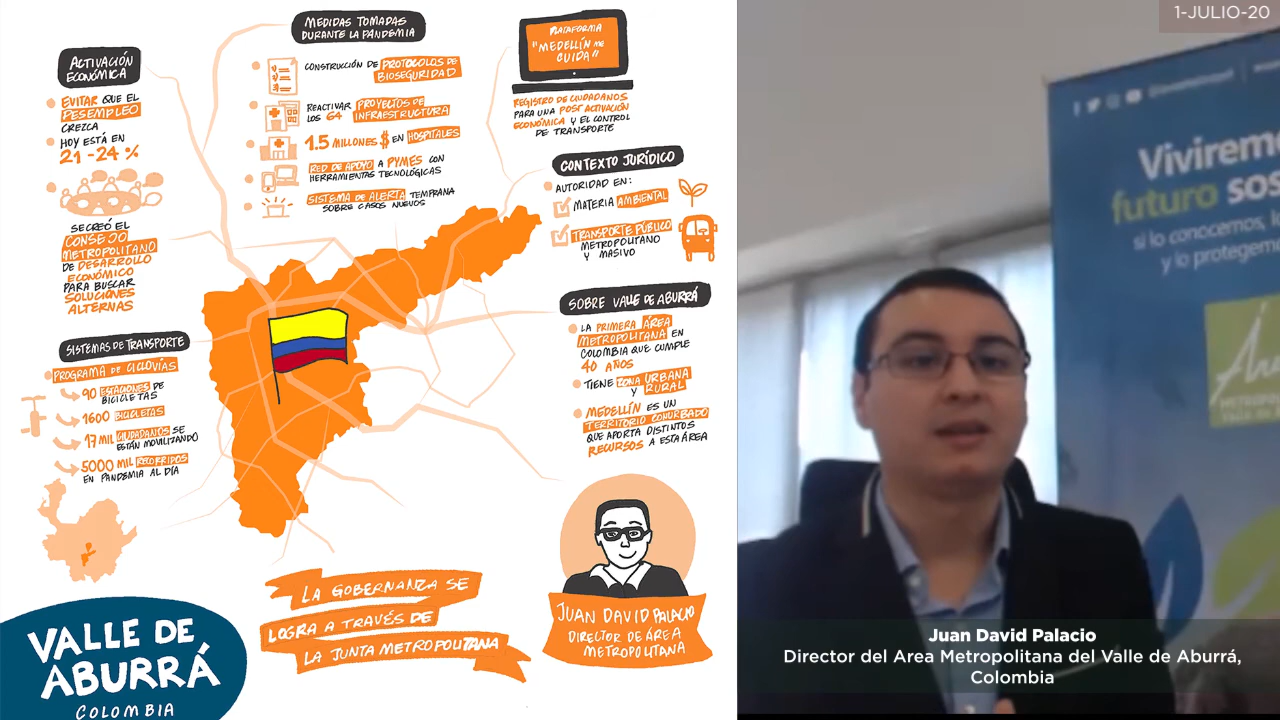 MEDIDAS TOMADAS
DURANTE LA PANDEMIA
CONSTRUCCIÓN DE PROTOCOLOS DE
BIOSEGURIDAD
REACTIVAR PROYECTOS DE
LOS 64 INFRAESTRUCTURA
1.5 MILLONES $ EN HOSPITALES
RED DE APOYO A PYMES CON
HERRAMIENTAS TECNOLÓGICAS
SISTEMA DE ALERTA TEMPRANA
SOBRE CASOS NUEVOS
PLATAFORMA
"MEDELLÍN ME
CUIDA"
REGISTRO DE CIUDADANOS
PARA UNA POST ACTIVACIÓN
ECONÓMICA Y EL CONTROL
DE TRANSPORTE
ACTIVACIÓN
ECONÓMICA
EVITAR QUE EL
DESEMPLEO
CREZCA
HOY ESTÁ EN
21-24 %
SE CREÓ EL
CONSEJO
METROPOLITANO
DE DESARROLLO
ECONÓMICO
PARA BUSCAR
SOLUCIONES
ALTERNAS
CONTEXTO JURÍDICO
AUTORIDAD EN:
MATERIA AMBIENTAL
TRANSPORTE PÚBLICO
METROPOLITANO
Y MASIVO
SOBRE VALLE DE ABURRÁ
LA PRIMERA ÁREA
METROPOLITANA EN
COLOMBIA QUE CUMPLE
40 AÑOS
TIENE ZONA URBANA
Y RURAL
MEDELLÍN ES UN
TERRITORIO CONURBADO
QUE APORTA DISTINTOS
RECURSOS A ESTA ÁREA
SISTEMAS DE TRANSPORTE
PROGRAMA DE CICLOVÍAS
90 ESTACIONES DE
BICICLETAS
1600 BICICLETAS
17 MIL CIUDADANOS SE
ESTÁN MOVILIZANDO
5000 MIL RECORRIDOS
EN PANDEMIA AL DÍA
LA GOBERNANZA SE
LOGRA A TRAVÉS DE
LA JUNTA METROPOLITANA
JUAN DAVID PALACIO
DIRECTOR DE ÁREA
METROPOLITANA
VALLE DE
ABURRÁ
COLOMBIA
1-JULIO-20
Vivirem
futuro sos
si lo conocemos, l
y lo protegem
Juan David Palacio
Director del Area Metropolitana del Valle de Aburrá,
Colombia